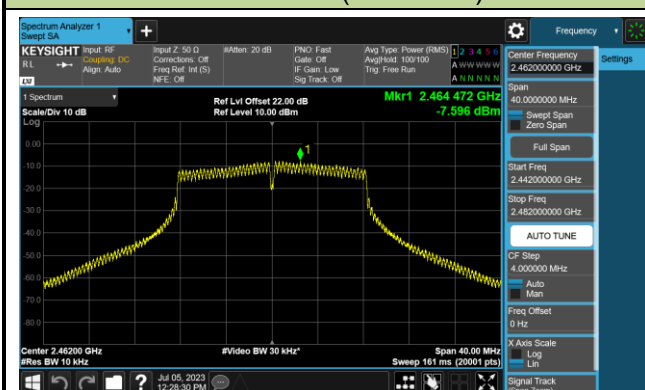 Spectrum Analyzer 1
Swept SA
Frequency
KEYSIGHT
RL
LXI
Input: RF
Coupling: DC
Align: Auto
Input Z: 50 Ω
Corrections: Off
Freq Ref: Int (S)
NFE: Off
#Atten: 20 dB
PNO: Fast
Gate: Off
IF Gain: Low
Sig Track: Off
Avg Type: Power (RMS)
Avg|Hold: 100/100
Trig: Free Run
1 2 3 4 5 6
A W W W W W
A N N N N N
1 Spectrum
Scale/Div 10 dB
Log
Ref Lvl Offset 22.00 dB
Ref Level 10.00 dBm
Mkr1 2.464 472 GHz
-7.596 dBm
1
0.00
-10.0
-20.0
-30.0
-40.0
-50.0
-60.0
-70.0
-80.0
Center 2.46200 GHz
#Res BW 10 kHz
#Video BW 30 kHz*
Span 40.00 MHz
Sweep 161 ms (20001 pts)
Jul 05, 2023
12:28:30 PM
Settings
Center Frequency
2.462000000 GHz
Span
40.0000000 MHz
Swept Span
Zero Span
Full Span
Start Freq
2.442000000 GHz
Stop Freq
2.482000000 GHz
AUTO TUNE
CF Step
4.000000 MHz
Auto
Man
Freq Offset
0 Hz
X Axis Scale
Log
Lin
Signal Track